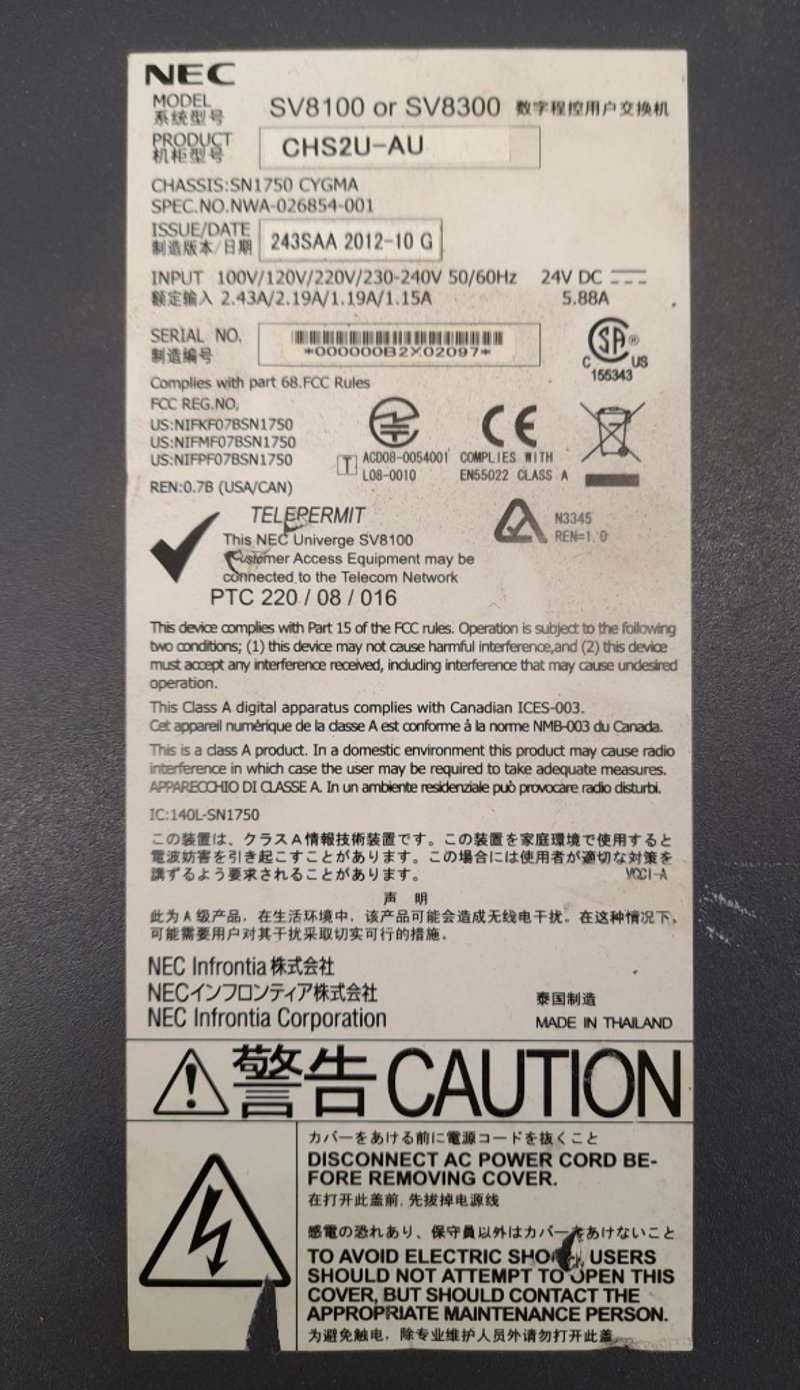 NEC
MODEL SV8100 or SV8300 数字程控用户交换机
系统型号
PRODUCT CHS2U-AU
机柜型号
CHASSIS:SN1750 CYGMA
SPEC.NO.NWA-026854-001
ISSUE/DATE 243SAA 2012-10 G
制造版本/日期
INPUT 100V/120V/220V/230-240V 50/60Hz 24V DC
额定输入 2.43A/2.19A/1.19A/1.15A 5.88A
SERIAL NO. *000000B2X02097*
制造编号
SA®
C US
155343
Complies with part 68.FCC Rules
FCC REG.NO,
US:NIFKF07BSN1750
US:NIFMF07BSN1750
US:NIFPF07BSN1750
REN:0.7B (USA/CAN)
T ACD08-0054001
L08-0010
CE
COMPLIES WITH
EN55022 CLASS A
TELEPERMIT
This NEC Univerge SV8100
Customer Access Equipment may be
connected to the Telecom Network
PTC 220 / 08 / 016
N3345
REN=1.0
This device complies with Part 15 of the FCC rules. Operation is subject to the following
two conditions; (1) this device may not cause harmful interference,and (2) this device
must accept any interference received, including interference that may cause undesired
operation.
This Class A digital apparatus complies with Canadian ICES-003.
Cet appareil numérique de la classe A est conforme à la norme NMB-003 du Canada.
This is a class A product. In a domestic environment this product may cause radio
interference in which case the user may be required to take adequate measures.
APPARECCHIO DI CLASSE A. In un ambiente residenziale può provocare radio disturbi.
IC:140L-SN1750
この装置は、クラスA情報技術装置です。この装置を家庭環境で使用すると
電波妨害を引き起こすことがあります。この場合には使用者が適切な対策を
講ずるよう要求されることがあります。 VCCI-A
声 明
此为A级产品，在生活环境中，该产品可能会造成无线电干扰。在这种情况下，
可能需要用户对其干扰采取切实可行的措施。
NEC Infrontia 株式会社
NECインフロンティア株式会社
NEC Infrontia Corporation
泰国制造
MADE IN THAILAND
警告 CAUTION
カバーをあける前に電源コードを抜くこと
DISCONNECT AC POWER CORD BE-
FORE REMOVING COVER.
在打开此盖前,先拔掉电源线
感電の恐れあり、保守員以外はカバーをあけないこと
TO AVOID ELECTRIC SHOCK, USERS
SHOULD NOT ATTEMPT TO OPEN THIS
COVER, BUT SHOULD CONTACT THE
APPROPRIATE MAINTENANCE PERSON.
为避免触电，除专业维护人员外请勿打开此盖